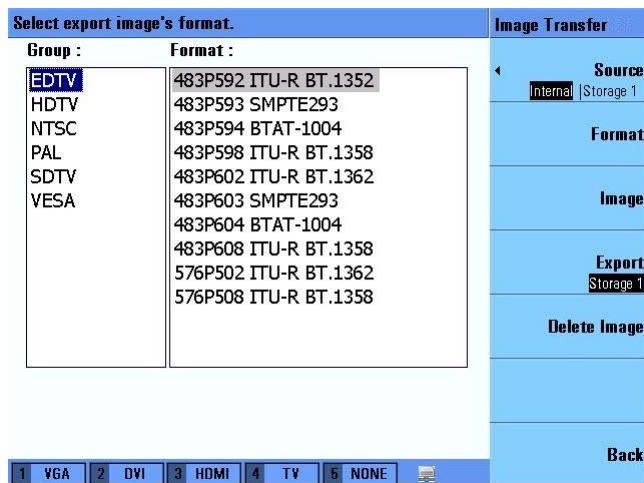 Select export image's format.
Group :
Format :
EDTV
HDTV
NTSC
PAL
SDTV
VESA
483P592 ITU-R BT.1352
483P593 SMPTE293
483P594 BTAT-1004
483P598 ITU-R BT.1358
483P602 ITU-R BT.1362
483P603 SMPTE293
483P604 BTAT-1004
483P608 ITU-R BT.1358
576P502 ITU-R BT.1362
576P508 ITU-R BT.1358
Image Transfer
Source
Internal |Storage 1
Format
Image
Export
Storage 1
Delete Image
Back
1 VGA 2 DVI 3 HDMI 4 TV 5 NONE